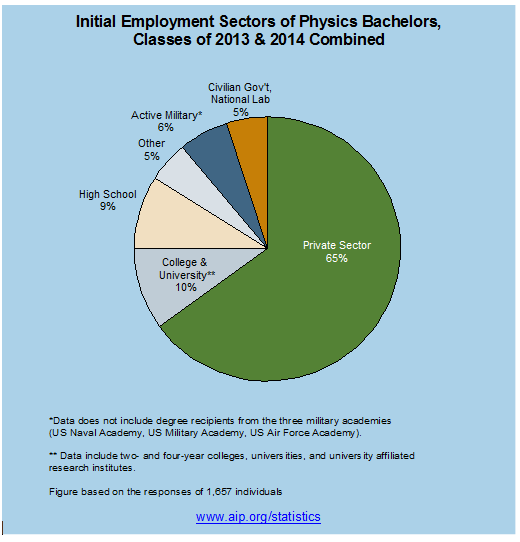 Initial Employment Sectors of Physics Bachelors,
Classes of 2013 & 2014 Combined
Civilian Gov't,
National Lab
5%
Active Military*
6%
Other
5%
High School
9%
College &
University**
10%
Private Sector
65%
*Data does not include degree recipients from the three military academies
(US Naval Academy, US Military Academy, US Air Force Academy).
** Data include two- and four-year colleges, universities, and university affiliated
research institutes.
Figure based on the responses of 1,657 individuals
www.aip.org/statistics